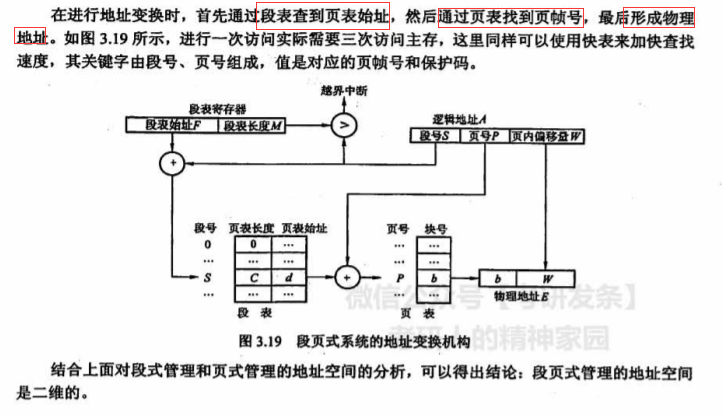 在进行地址变换时，首先通过段表查到页表始址，然后通过页表找到页帧号，最后形成物理
地址。如图 3.19 所示，进行一次访问实际需要三次访问主存，这里同样可以使用快表来加快查找
速度，其关键字由段号、页号组成，值是对应的页帧号和保护码。
越界中断
段表寄存器
逻辑地址A
段表始址F 段表长度M
>
段号S 页号P 页内偏移量W
+
段号 页表长度 页表始址
页号 块号
0 0 ...
... ...
... ... ...
... ...
S C d
+
P b
b W
... ... ...
... ...
物理地址E
段 表
页 表
微信公众号【考研发条】
考研人的精神家园
图 3.19 段页式系统的地址变换机构
结合上面对段式管理和页式管理的地址空间的分析，可以得出结论：段页式管理的地址空间
是二维的。